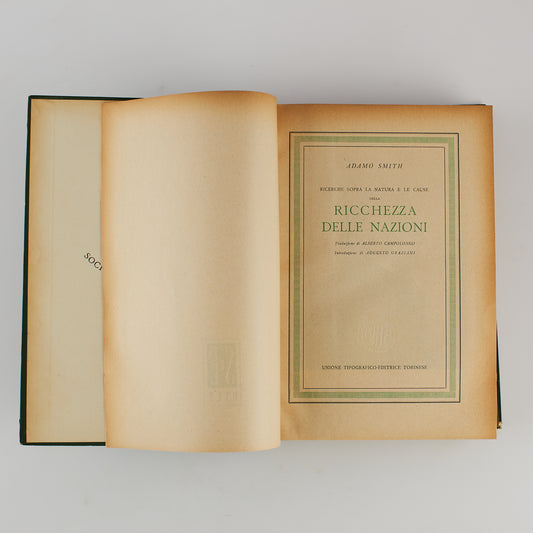 SOC
ADAMO SMITH
RICERCHE SOPRA LA NATURA E LE CAUSE
DELLA
RICCHEZZA
DELLE NAZIONI
Traduzione di ALBERTO CAMPOLONGO
Introduzione di AUGUSTO GRAZIANI
UNIONE TIPOGRAFICO-EDITRICE TORINESE